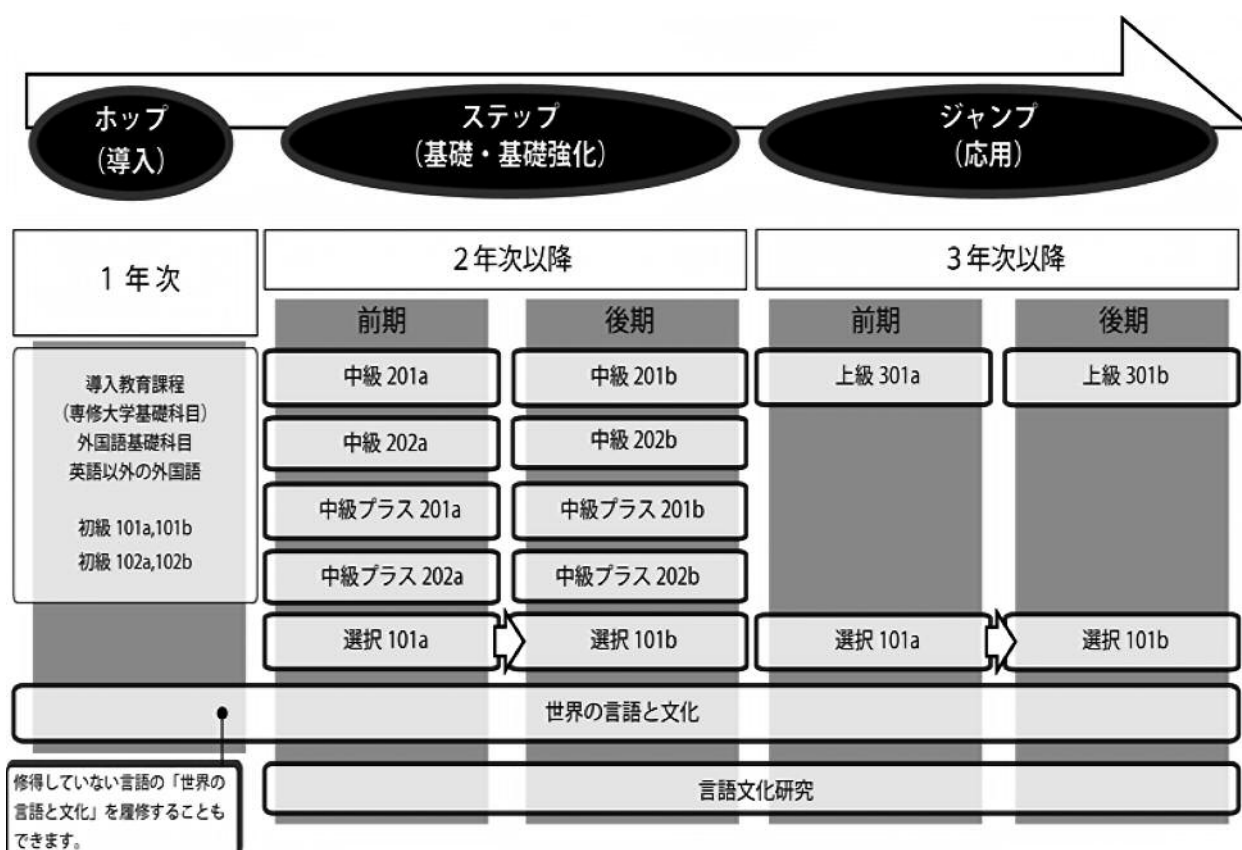 ホップ
（導入）
ステップ
（基礎・基礎強化）
ジャンプ
（応用）
1 年次
2年次以降
3年次以降
前期
後期
前期
後期
導入教育課程
（専修大学基礎科目）
外国語基礎科目
英語以外の外国語
初級 101a,101b
初級 102a,102b
中級 201a
中級 201b
上級 301a
上級 301b
中級 202a
中級 202b
中級プラス 201a
中級プラス 201b
中級プラス 202a
中級プラス 202b
選択 101a
選択 101b
選択 101a
選択 101b
世界の言語と文化
修得していない言語の「世界の
言語と文化」を履修することも
できます。
言語文化研究